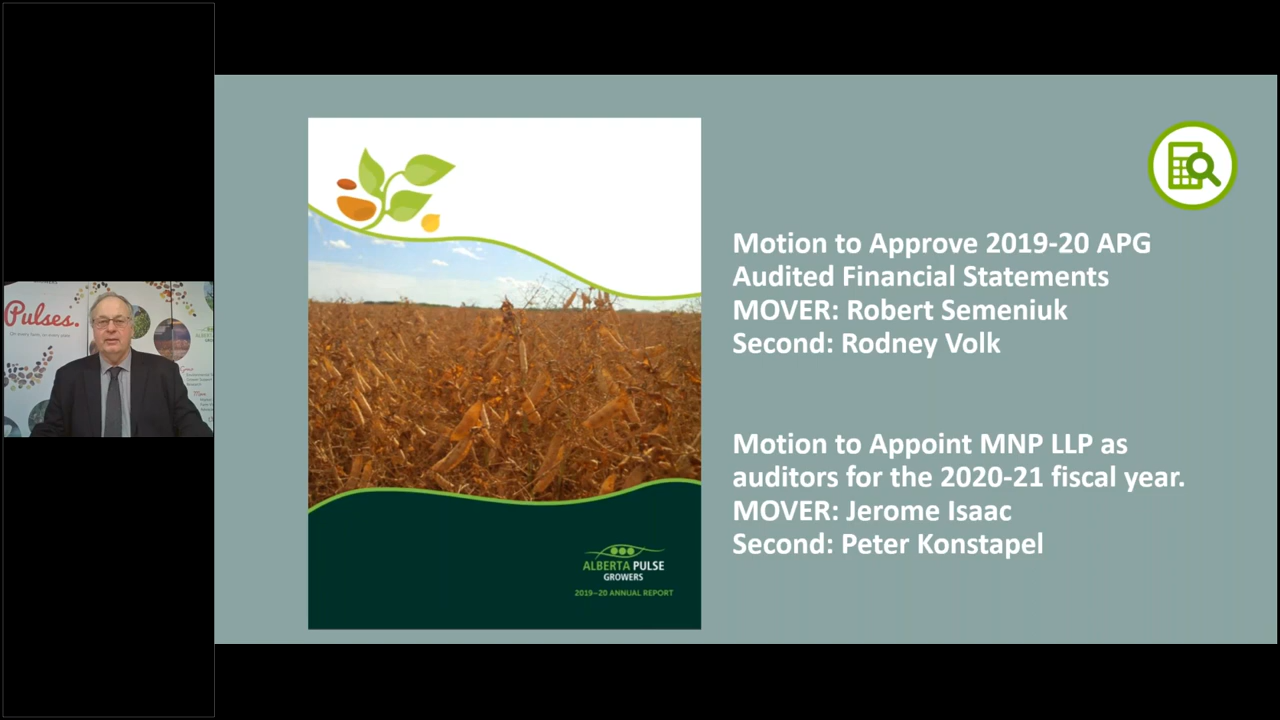 Pulses.
ALBERTA PULSE
GROWERS
2019–20 ANNUAL REPORT
Motion to Approve 2019-20 APG
Audited Financial Statements
MOVER: Robert Semeniuk
Second: Rodney Volk
Motion to Appoint MNP LLP as
auditors for the 2020-21 fiscal year.
MOVER: Jerome Isaac
Second: Peter Konstapel